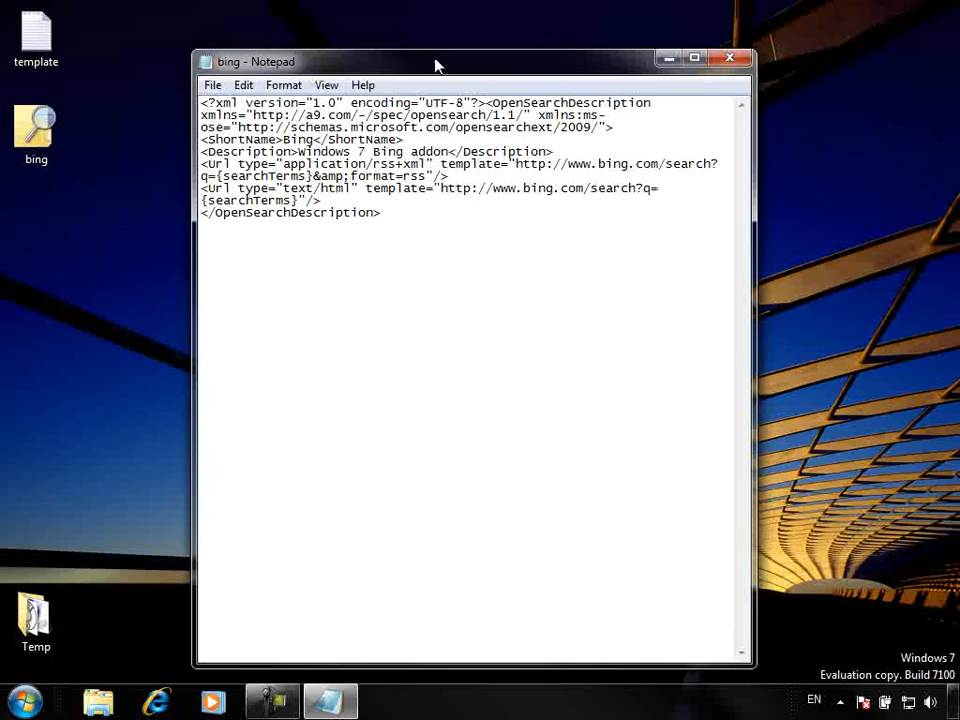 template
bing
bing - Notepad
File Edit Format View Help
<?xml version="1.0" encoding="UTF-8"?><OpenSearchDescription
xmlns="http://a9.com/-/spec/opensearch/1.1/" xmlns:ms-
ose="http://schemas.microsoft.com/opensearchext/2009/">
<ShortName>Bing</ShortName>
<Description>Windows 7 Bing addon</Description>
<Url type="application/rss+xml" template="http://www.bing.com/search?
q={searchTerms}&amp;format=rss"/>
<Url type="text/html" template="http://www.bing.com/search?q=
{searchTerms}"/>
</OpenSearchDescription>
Temp
Windows 7
Evaluation copy. Build 7100
EN